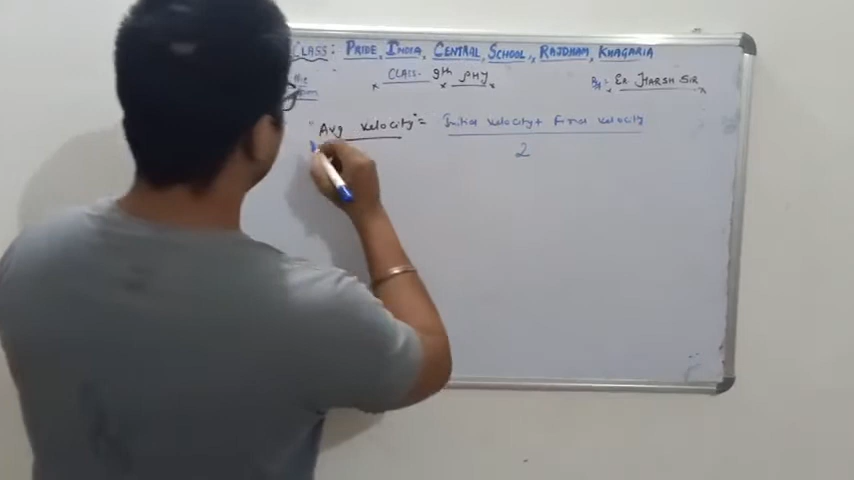 CLASS: PRIDE, INDIA, CENTRAL, SCHOOL, RAJDHAM, KHAGARIA
CLASS- 9th PHY
By: Er HARSH SIR
"Avg velocity" = Initial velocity + Final velocity
2